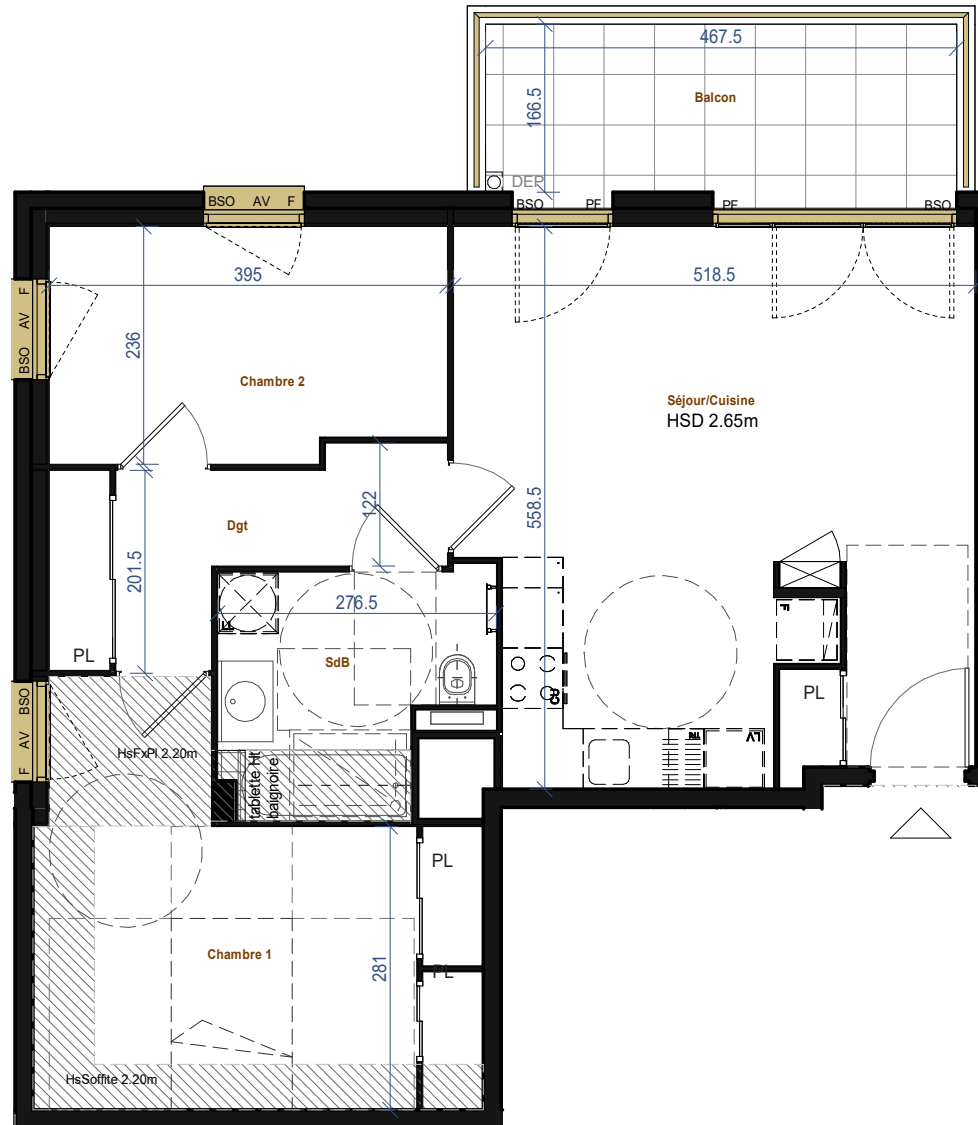 467.5
166.5
Balcon
DEP
BSO AV F
BSO PF
PF BSO
395
518.5
BSO AV F
236
Chambre 2
Séjour/Cuisine
HSD 2.65m
122
558.5
Dgt
201.5
276.5
LL
SdB
PL
PL
F AV BSO
HsFxPl 2.20m
tablette Ht
baignoire
LV
PL
Chambre 1
281
PL
HsSoffite 2.20m